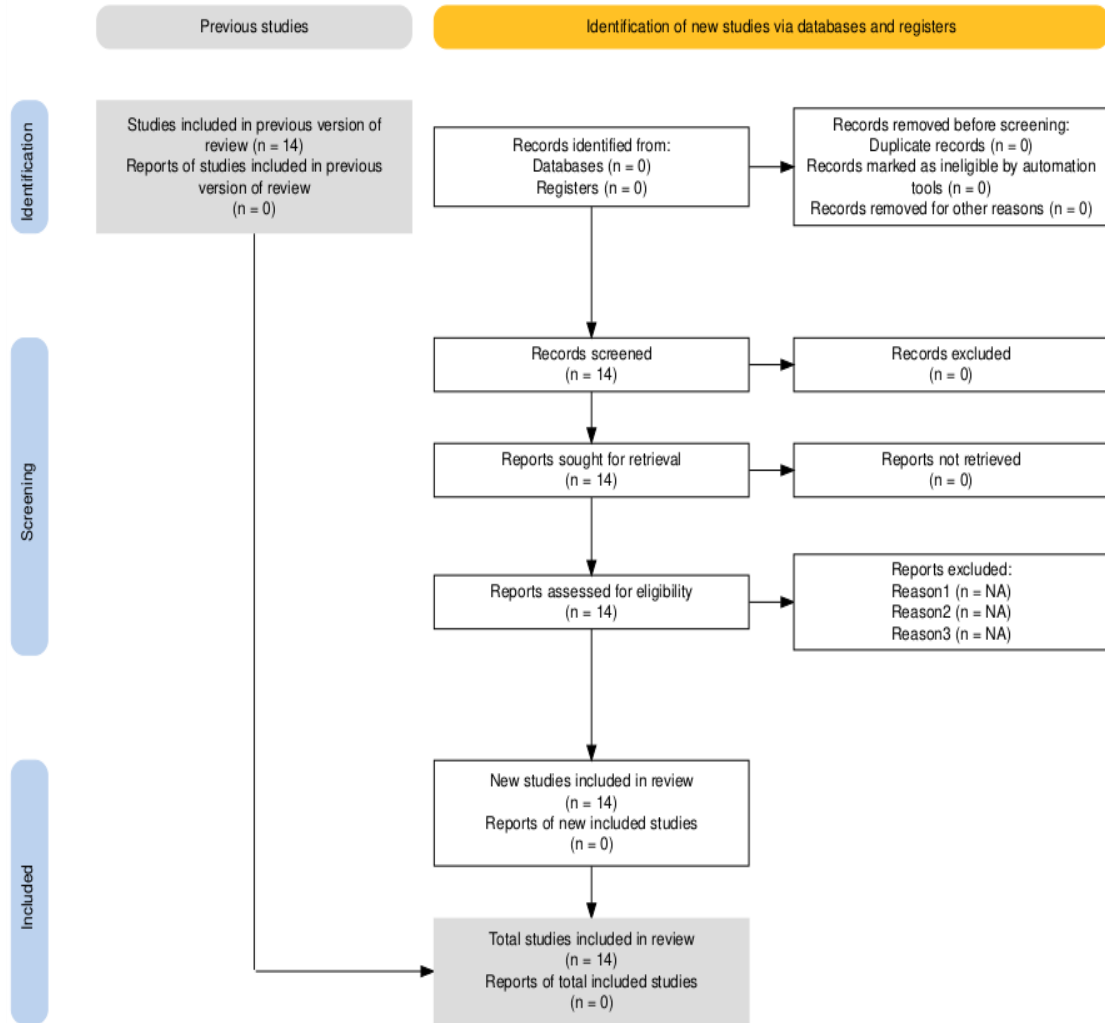 Previous studies
Identification of new studies via databases and registers
Identification
Studies included in previous version of
review (n = 14)
Reports of studies included in previous
version of review
(n = 0)
Records identified from:
Databases (n = 0)
Registers (n = 0)
Records removed before screening:
Duplicate records (n = 0)
Records marked as ineligible by automation
tools (n = 0)
Records removed for other reasons (n = 0)
Screening
Records screened
(n = 14)
Records excluded
(n = 0)
Reports sought for retrieval
(n = 14)
Reports not retrieved
(n = 0)
Reports assessed for eligibility
(n = 14)
Reports excluded:
Reason1 (n = NA)
Reason2 (n = NA)
Reason3 (n = NA)
Included
New studies included in review
(n = 14)
Reports of new included studies
(n = 0)
Total studies included in review
(n = 14)
Reports of total included studies
(n = 0)